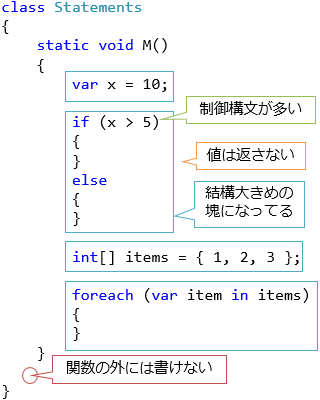 class Statements
{
static void M()
{
var x = 10;
制御構文が多い
if (x > 5)
{
}
値は返さない
else
{
}
結構大きめの
塊になってる
int[] items = { 1, 2, 3 };
foreach (var item in items)
{
}
}
関数の外には書けない
}